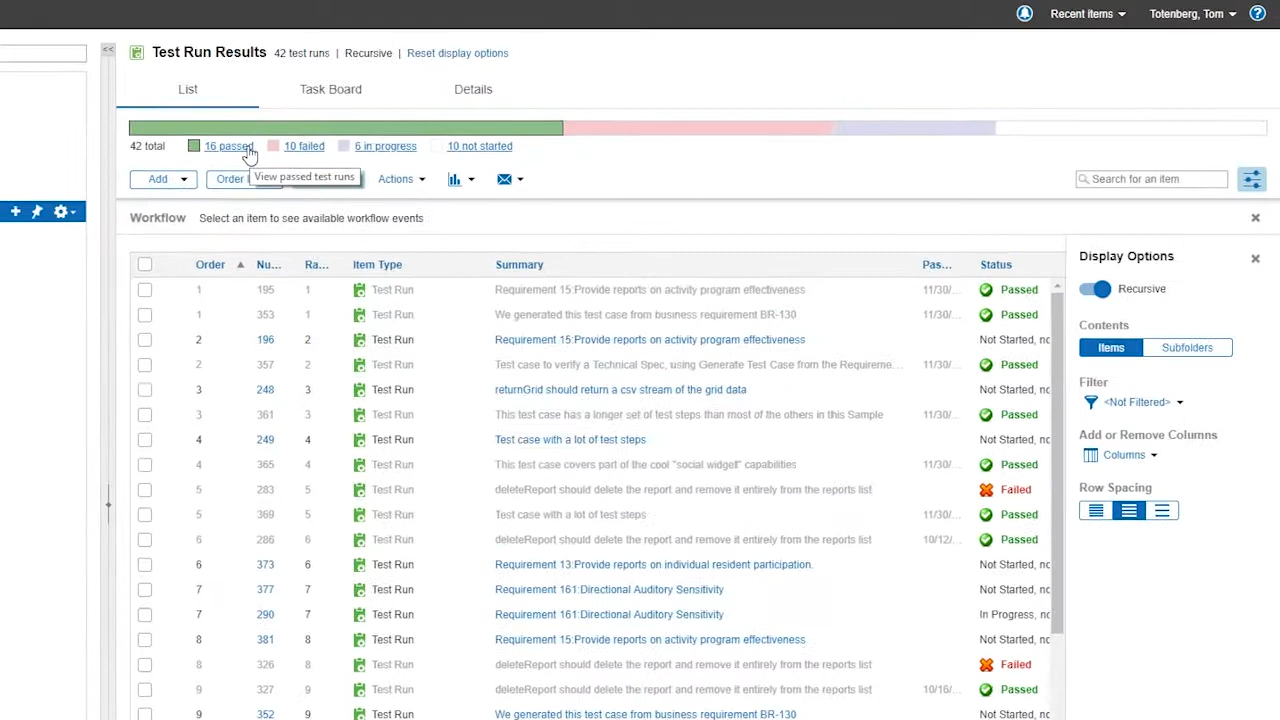 Recent items Totenberg, Tom
Test Run Results 42 test runs | Recursive | Reset display options
List Task Board Details
42 total 16 passed 10 failed 6 in progress 10 not started
View passed test runs
Add Order Actions Search for an item
Workflow Select an item to see available workflow events
Order Nu... Ra... Item Type Summary Pas... Status
1 195 1 Test Run Requirement 15:Provide reports on activity program effectiveness 11/30/... Passed
1 353 1 Test Run We generated this test case from business requirement BR-130 11/30/... Passed
2 196 2 Test Run Requirement 15:Provide reports on activity program effectiveness Not Started, no
2 357 2 Test Run Test case to verify a Technical Spec, using Generate Test Case from the Requireme... 11/30/... Passed
3 248 3 Test Run returnGrid should return a csv stream of the grid data Not Started, no
3 361 3 Test Run This test case has a longer set of test steps than most of the others in this Sample 11/30/... Passed
4 249 4 Test Run Test case with a lot of test steps Not Started, no
4 365 4 Test Run This test case covers part of the cool "social widget" capabilities 11/30/... Passed
5 283 5 Test Run deleteReport should delete the report and remove it entirely from the reports list Failed
5 369 5 Test Run Test case with a lot of test steps 11/30/... Passed
6 286 6 Test Run deleteReport should delete the report and remove it entirely from the reports list 10/12/... Passed
6 373 6 Test Run Requirement 13:Provide reports on individual resident participation. Not Started, no
7 377 7 Test Run Requirement 161:Directional Auditory Sensitivity Not Started, no
7 290 7 Test Run Requirement 161:Directional Auditory Sensitivity In Progress, no
8 381 8 Test Run Requirement 15:Provide reports on activity program effectiveness Not Started, no
8 326 8 Test Run deleteReport should delete the report and remove it entirely from the reports list Failed
9 327 9 Test Run deleteReport should delete the report and remove it entirely from the reports list 10/16/... Passed
9 352 9 Test Run We generated this test case from business requirement BR-130 Not Started, no
Display Options
Recursive
Contents
Items Subfolders
Filter
<Not Filtered>
Add or Remove Columns
Columns
Row Spacing